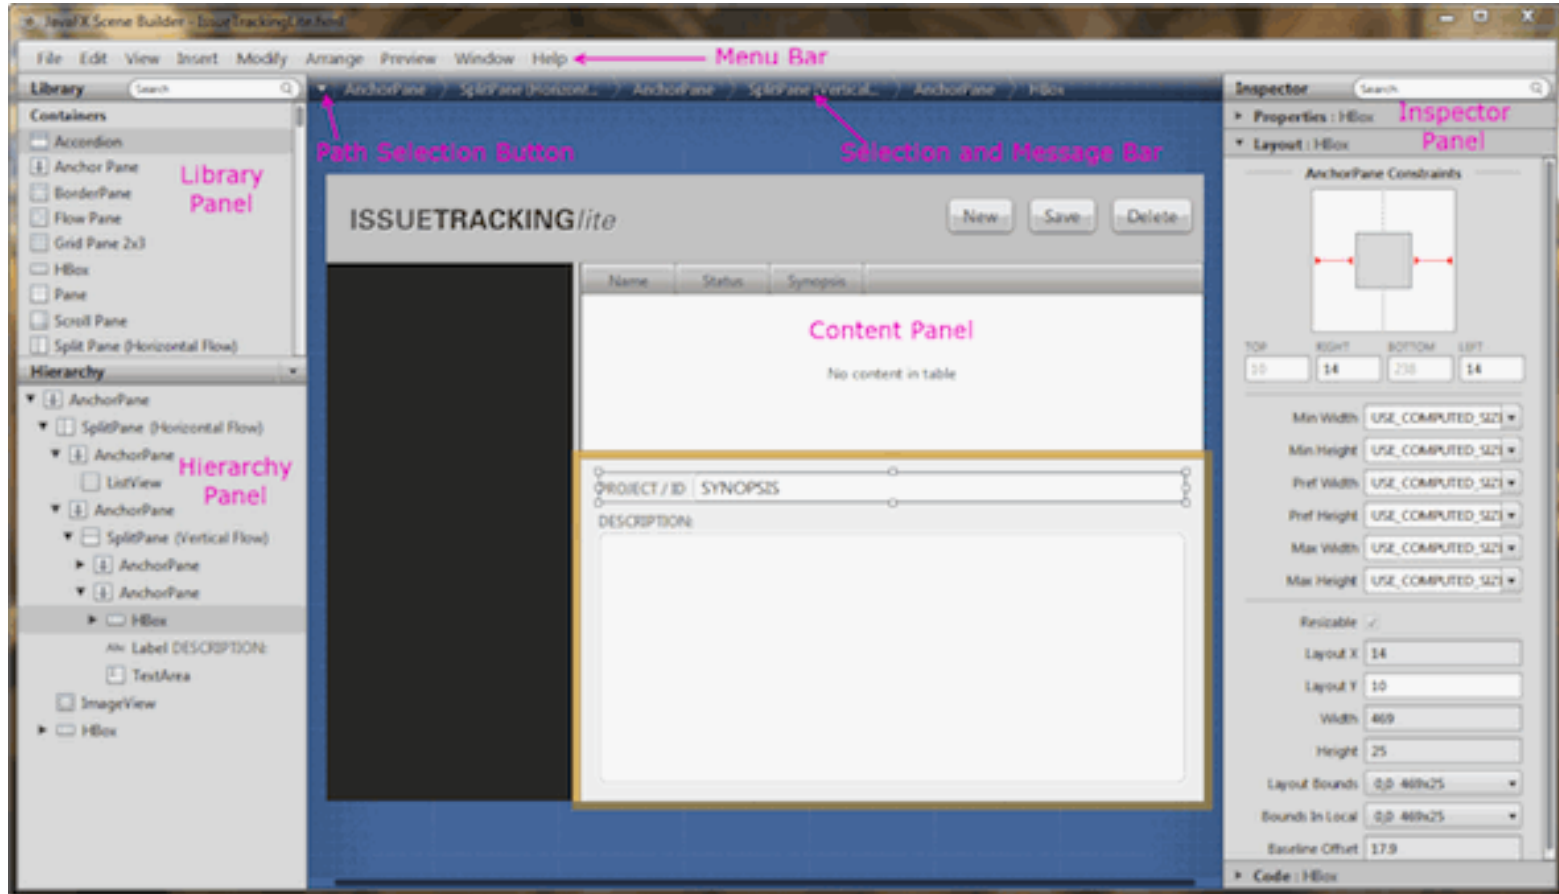 JavaFX Scene Builder - IssueTrackingLite.fxml
File Edit View Insert Modify Arrange Preview Window Help
Menu Bar
Library Search
AnchorPane SplitPane (Horizont... AnchorPane SplitPane (Vertical... AnchorPane HBox
Inspector Search
Containers
Accordion
Anchor Pane
BorderPane
Flow Pane
Grid Pane 2x3
HBox
Pane
Scroll Pane
Split Pane (Horizontal Flow)
Library
Panel
Hierarchy
AnchorPane
SplitPane (Horizontal Flow)
AnchorPane
ListView
AnchorPane
SplitPane (Vertical Flow)
AnchorPane
AnchorPane
HBox
Abc Label DESCRIPTION:
TextArea
ImageView
HBox
Hierarchy
Panel
Path Selection Button
Selection and Message Bar
ISSUETRACKINGlite
New Save Delete
Name Status Synopsis
Content Panel
No content in table
PROJECT / ID SYNOPSIS
DESCRIPTION:
Properties : HBox
Inspector
Panel
Layout : HBox
AnchorPane Constraints
TOP RIGHT BOTTOM LEFT
10 14 238 14
Min Width USE_COMPUTED_SIZE
Min Height USE_COMPUTED_SIZE
Pref Width USE_COMPUTED_SIZE
Pref Height USE_COMPUTED_SIZE
Max Width USE_COMPUTED_SIZE
Max Height USE_COMPUTED_SIZE
Resizable
Layout X 14
Layout Y 10
Width 469
Height 25
Layout Bounds 0,0 469x25
Bounds In Local 0,0 469x25
Baseline Offset 17.9
Code : HBox